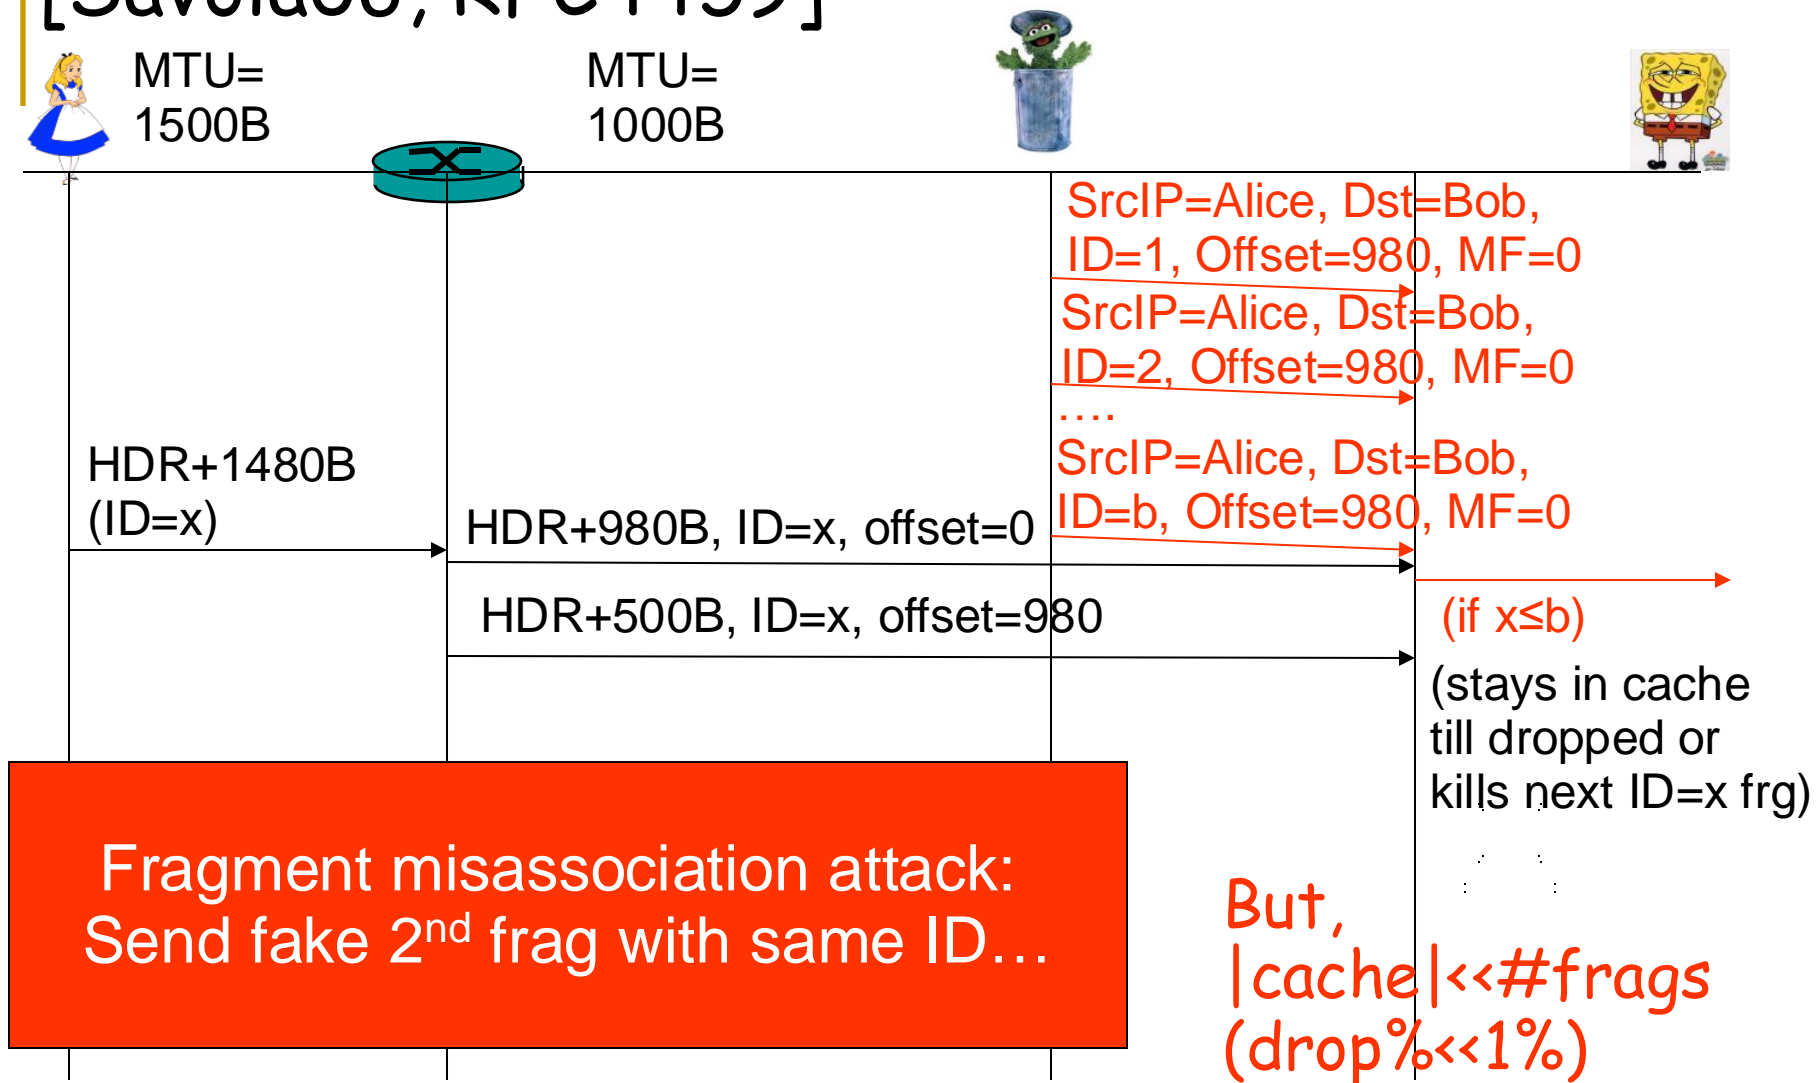 MTU=
1500B
MTU=
1000B
SrcIP=Alice, Dst=Bob,
ID=1, Offset=980, MF=0
SrcIP=Alice, Dst=Bob,
ID=2, Offset=980, MF=0
….
SrcIP=Alice, Dst=Bob,
ID=b, Offset=980, MF=0
HDR+1480B
(ID=x)
HDR+980B, ID=x, offset=0
HDR+500B, ID=x, offset=980
(if x≤b)
(stays in cache
till dropped or
kills next ID=x frg)
Fragment misassociation attack:
Send fake 2nd frag with same ID…
But,
|cache|<<#frags
(drop%<<1%)